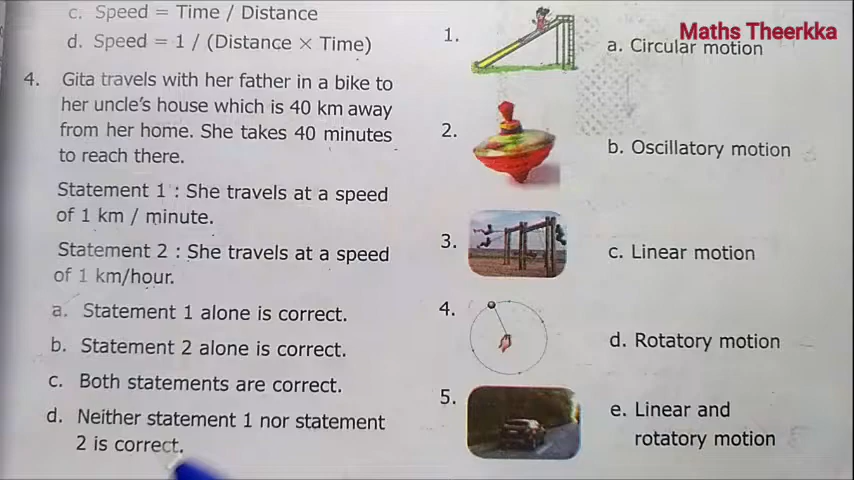 c. Speed = Time / Distance
d. Speed = 1 / (Distance × Time)
4. Gita travels with her father in a bike to
her uncle's house which is 40 km away
from her home. She takes 40 minutes
to reach there.
Statement 1 : She travels at a speed
of 1 km / minute.
Statement 2 : She travels at a speed
of 1 km/hour.
a. Statement 1 alone is correct.
b. Statement 2 alone is correct.
c. Both statements are correct.
d. Neither statement 1 nor statement
2 is correct.
Maths Theerkka
1.
a. Circular motion
2.
b. Oscillatory motion
3.
c. Linear motion
4.
d. Rotatory motion
5.
e. Linear and
rotatory motion